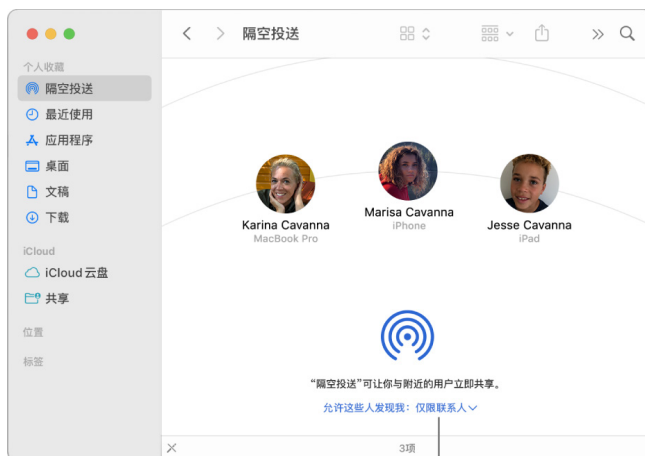 隔空投送
个人收藏
隔空投送
最近使用
应用程序
桌面
文稿
下载
iCloud
iCloud 云盘
共享
位置
标签
Karina Cavanna
MacBook Pro
Marisa Cavanna
iPhone
Jesse Cavanna
iPad
“隔空投送”可让你与附近的用户立即共享。
允许这些人发现我：仅限联系人
3项